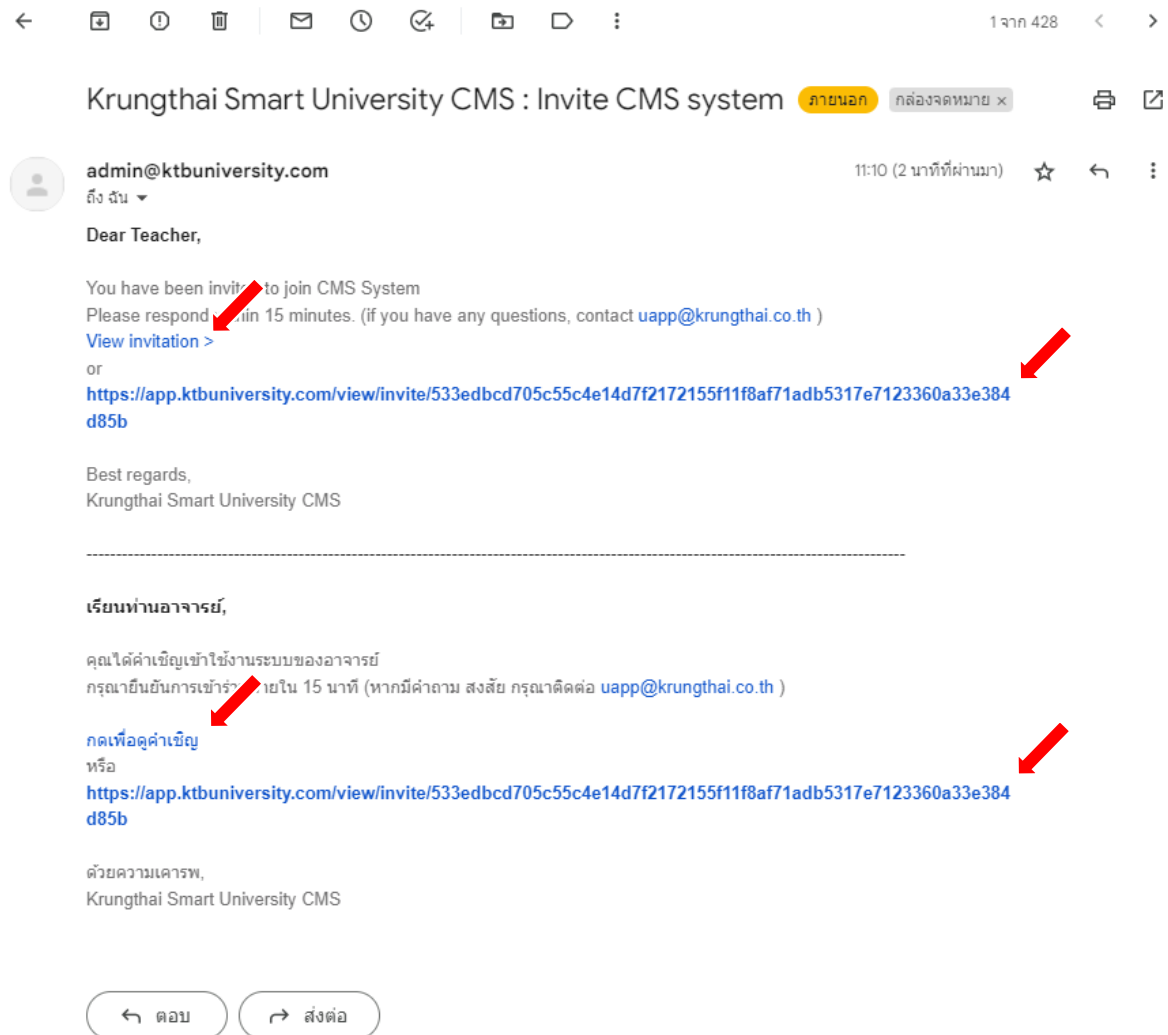 1 จาก 428
Krungthai Smart University CMS : Invite CMS system ภายนอก กล่องจดหมาย ×
admin@ktbuniversity.com 11:10 (2 นาทีที่ผ่านมา)
ถึง ฉัน
Dear Teacher,
You have been to join CMS System
Please respond 15 minutes. (if you have any questions, contact uapp@krungthai.co.th )
View invitation >
or
https://app.ktbuniversity.com/view/invite/533edbcd705c55c4e14d7f2172155f11f8af71adb5317e7123360a33e384
d85b
Best regards,
Krungthai Smart University CMS
--------------------------------------------------------------------------------------------------------------------------------------------
เรียนท่านอาจารย์,
คุณได้คำเชิญเข้าใช้งานระบบของอาจารย์
กรุณายืนยันการเข้า 15 นาที (หากมีคำถาม สงสัย กรุณาติดต่อ uapp@krungthai.co.th )
กดเพื่อดูคำเชิญ
หรือ
https://app.ktbuniversity.com/view/invite/533edbcd705c55c4e14d7f2172155f11f8af71adb5317e7123360a33e384
d85b
ด้วยความเคารพ,
Krungthai Smart University CMS
ตอบ ส่งต่อ